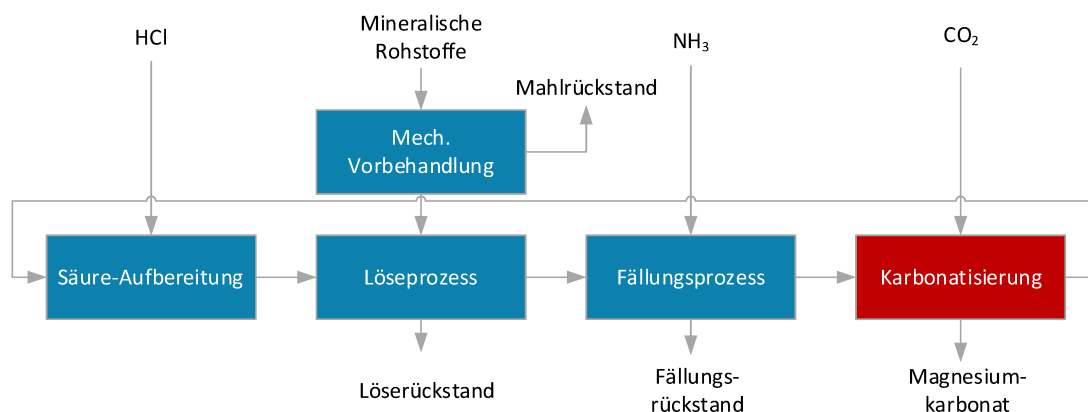 HCl
Mineralische
Rohstoffe
NH₃
CO₂
Mahlrückstand
Mech.
Vorbehandlung
Säure-Aufbereitung
Löseprozess
Fällungsprozess
Karbonatisierung
Löserückstand
Fällungs-
rückstand
Magnesium-
karbonat